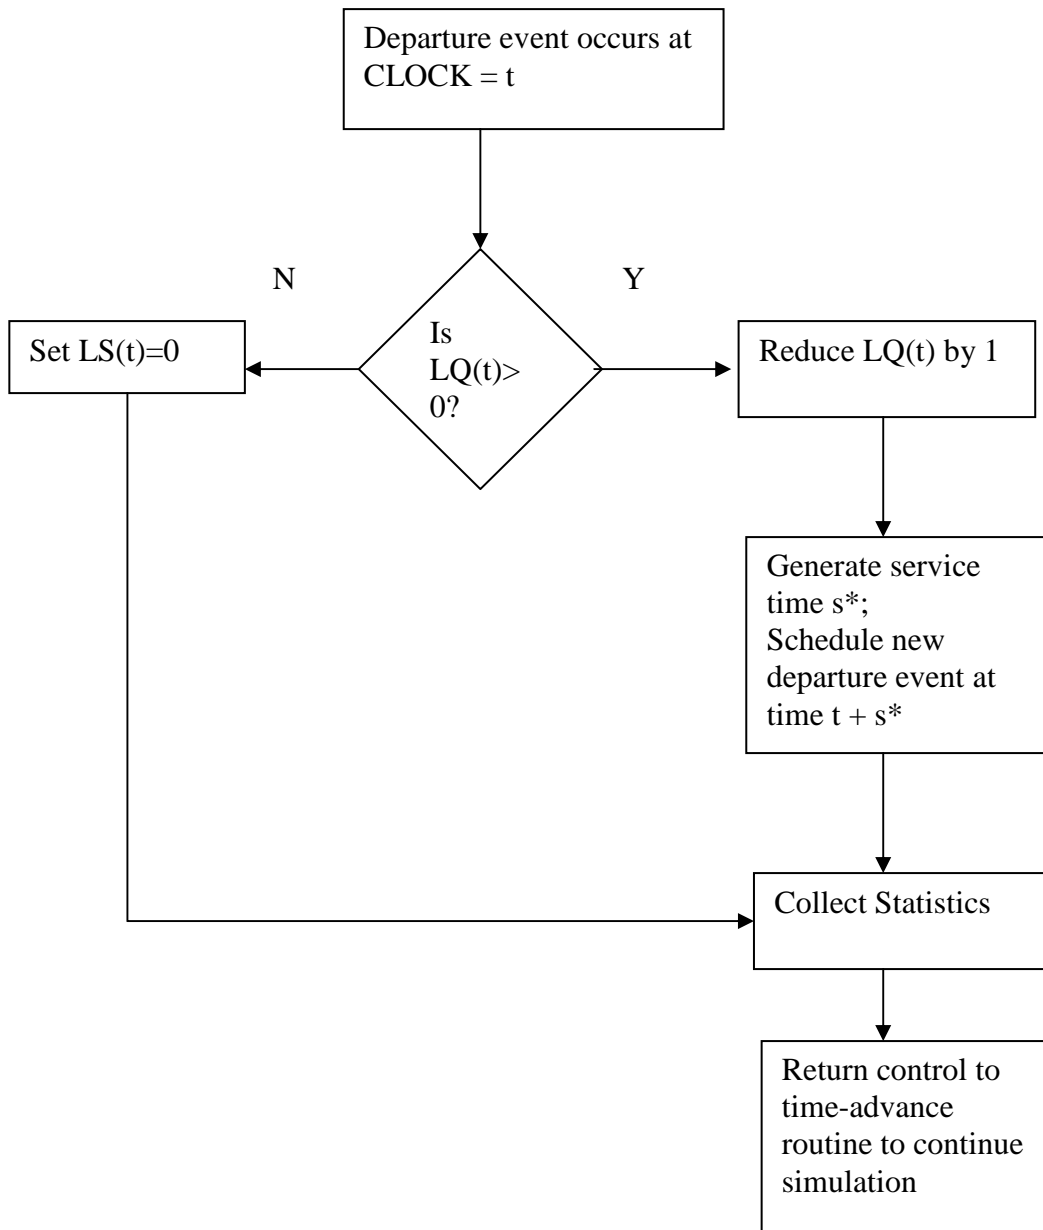 Departure event occurs at
CLOCK = t
N
Y
Is
LQ(t)>
0?
Set LS(t)=0
Reduce LQ(t) by 1
Generate service
time s*;
Schedule new
departure event at
time t + s*
Collect Statistics
Return control to
time-advance
routine to continue
simulation